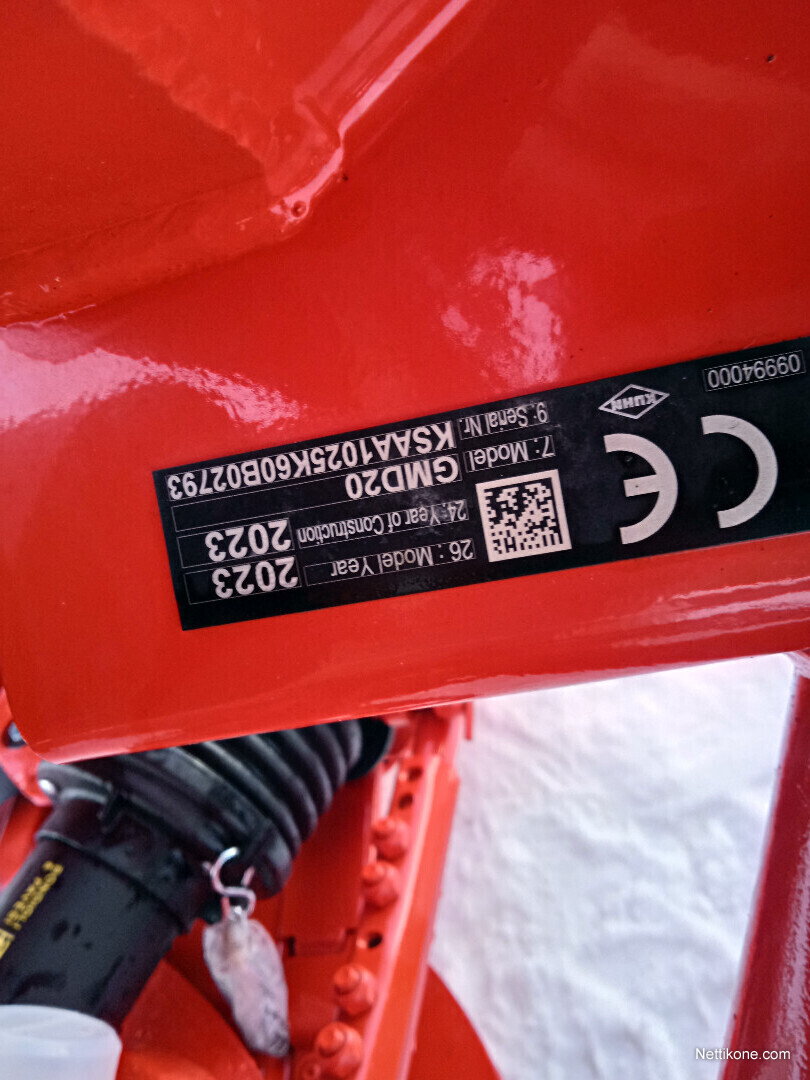 KUHN
09994000
CE
9: Serial Nr.
KSAA1025K60B02793
7: Model
GMD20
24: Year of Construction
2023
26: Model Year
2023
Nettikone.com